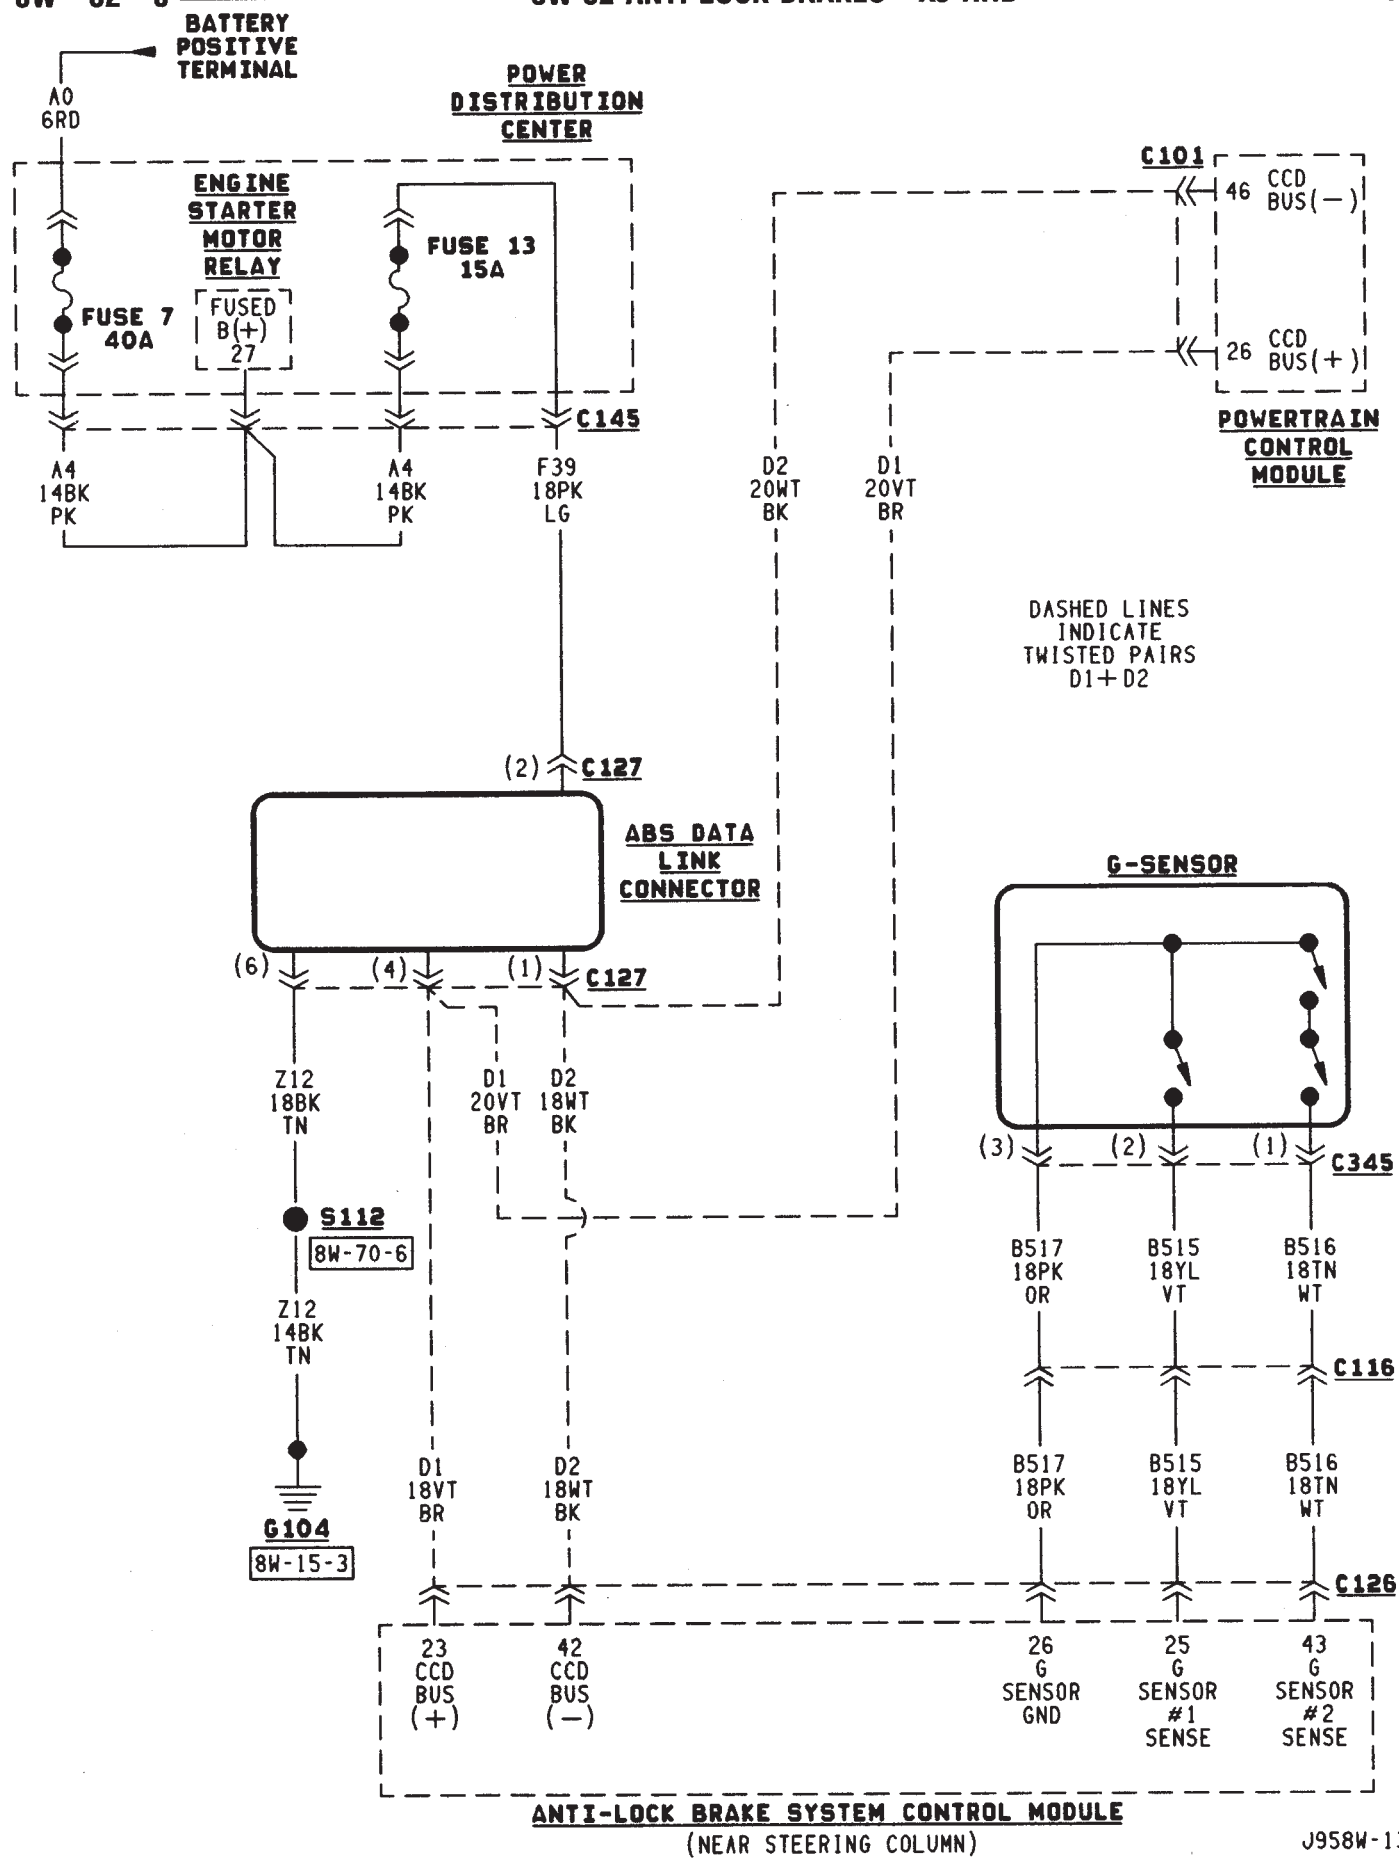 BATTERY
POSITIVE
TERMINAL
A0
6RD
POWER
DISTRIBUTION
CENTER
ENGINE
STARTER
MOTOR
RELAY
FUSED
B(+)
27
FUSE 7
40A
FUSE 13
15A
C145
A4
14BK
PK
A4
14BK
PK
F39
18PK
LG
C101
46
CCD
BUS(-)
26
CCD
BUS(+)
POWERTRAIN
CONTROL
MODULE
D2
20WT
BK
D1
20VT
BR
DASHED LINES
INDICATE
TWISTED PAIRS
D1+D2
(2)
C127
ABS DATA
LINK
CONNECTOR
(6)
(4)
(1)
C127
Z12
18BK
TN
D1
20VT
BR
D2
18WT
BK
S112
8W-70-6
Z12
14BK
TN
G104
8W-15-3
D1
18VT
BR
D2
18WT
BK
G-SENSOR
(3)
(2)
(1)
C345
B517
18PK
OR
B515
18YL
VT
B516
18TN
WT
C116
B517
18PK
OR
B515
18YL
VT
B516
18TN
WT
C126
23
CCD
BUS
(+)
42
CCD
BUS
(-)
26
G
SENSOR
GND
25
G
SENSOR
#1
SENSE
43
G
SENSOR
#2
SENSE
ANTI-LOCK BRAKE SYSTEM CONTROL MODULE
(NEAR STEERING COLUMN)